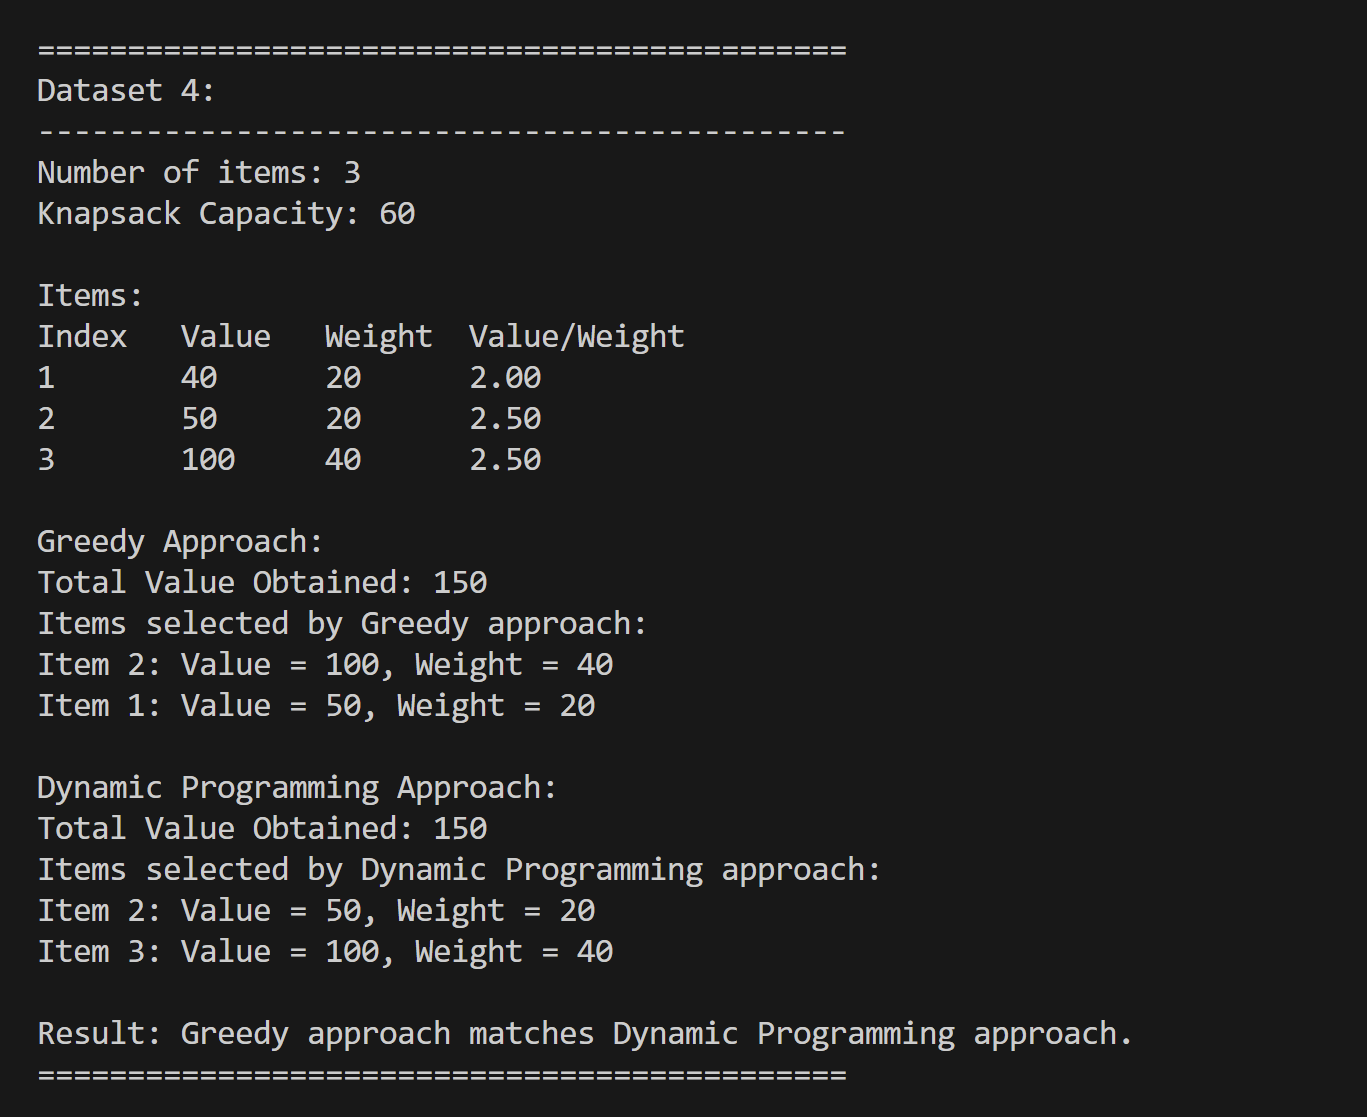 =============================================
Dataset 4:
---------------------------------------------
Number of items: 3
Knapsack Capacity: 60
Items:
Index   Value   Weight  Value/Weight
1       40      20      2.00
2       50      20      2.50
3       100     40      2.50
Greedy Approach:
Total Value Obtained: 150
Items selected by Greedy approach:
Item 2: Value = 100, Weight = 40
Item 1: Value = 50, Weight = 20
Dynamic Programming Approach:
Total Value Obtained: 150
Items selected by Dynamic Programming approach:
Item 2: Value = 50, Weight = 20
Item 3: Value = 100, Weight = 40
Result: Greedy approach matches Dynamic Programming approach.
=============================================